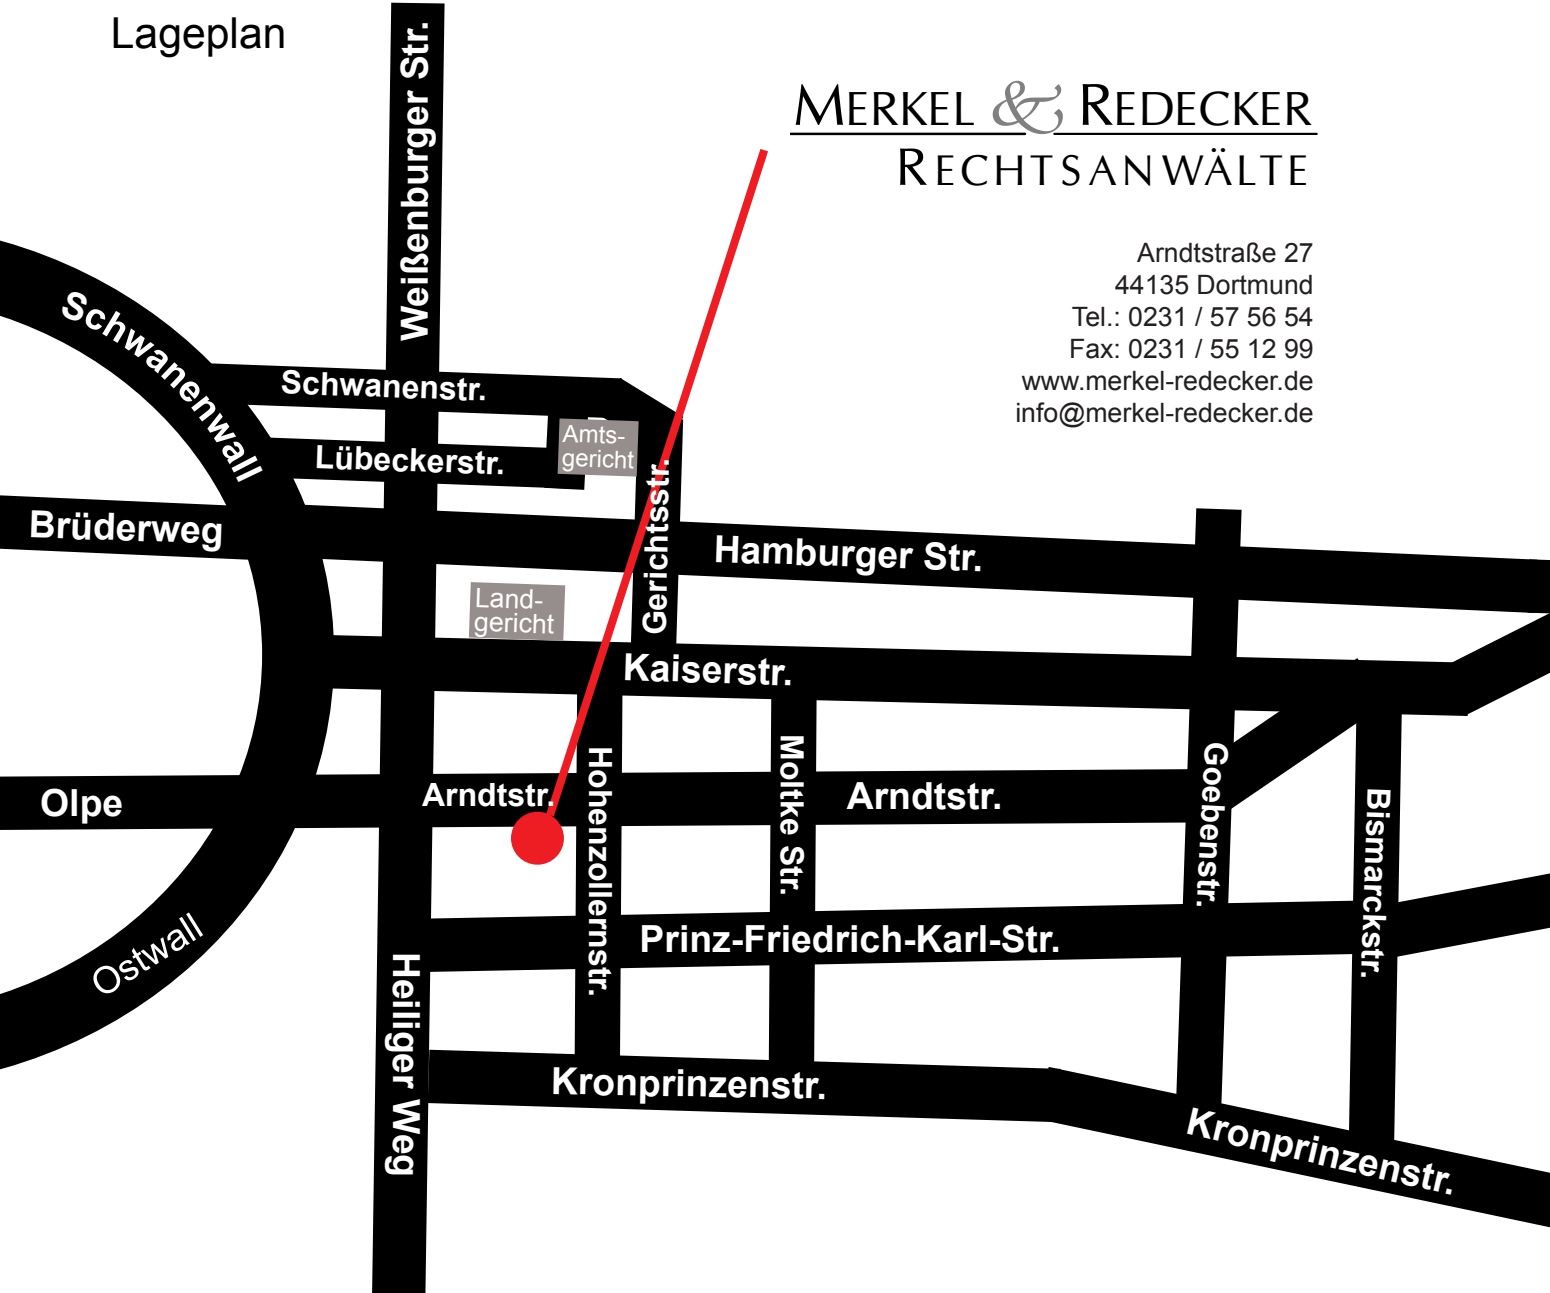 Lageplan
MERKEL & REDECKER
RECHTSANWÄLTE
Arndtstraße 27
44135 Dortmund
Tel.: 0231 / 57 56 54
Fax: 0231 / 55 12 99
www.merkel-redecker.de
info@merkel-redecker.de
Weißenburger Str.
Schwanenwall
Schwanenstr.
Lübeckerstr.
Amts-
gericht
Gerichtsstr.
Brüderweg
Hamburger Str.
Land-
gericht
Kaiserstr.
Olpe
Arndtstr.
Hohenzollernstr.
Moltke Str.
Arndtstr.
Goebenstr.
Bismarckstr.
Ostwall
Prinz-Friedrich-Karl-Str.
Heiliger Weg
Kronprinzenstr.
Kronprinzenstr.